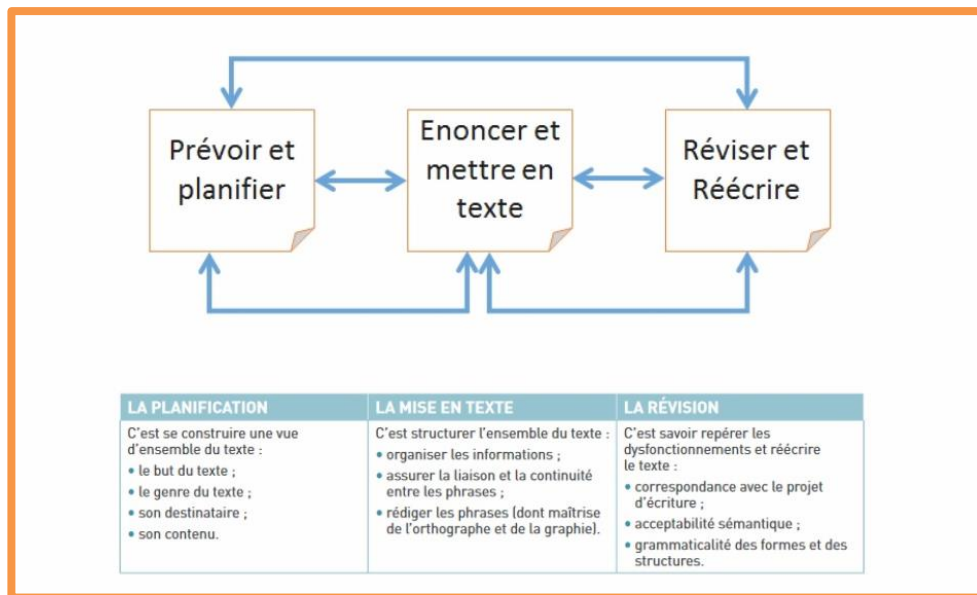 Prévoir et
planifier
Enoncer et
mettre en
texte
Réviser et
Réécrire
LA PLANIFICATION
C'est se construire une vue
d'ensemble du texte :
• le but du texte ;
• le genre du texte ;
• son destinataire ;
• son contenu.
LA MISE EN TEXTE
C'est structurer l'ensemble du texte :
• organiser les informations ;
• assurer la liaison et la continuité
entre les phrases ;
• rédiger les phrases (dont maîtrise
de l'orthographe et de la graphie).
LA RÉVISION
C'est savoir repérer les
dysfonctionnements et réécrire
le texte :
• correspondance avec le projet
d'écriture ;
• acceptabilité sémantique ;
• grammaticalité des formes et des
structures.